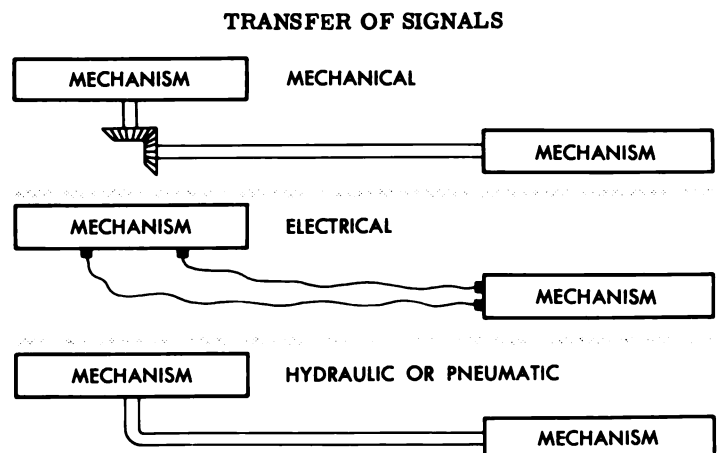 TRANSFER OF SIGNALS
MECHANISM MECHANICAL
MECHANISM
MECHANISM ELECTRICAL
MECHANISM
MECHANISM HYDRAULIC OR PNEUMATIC
MECHANISM